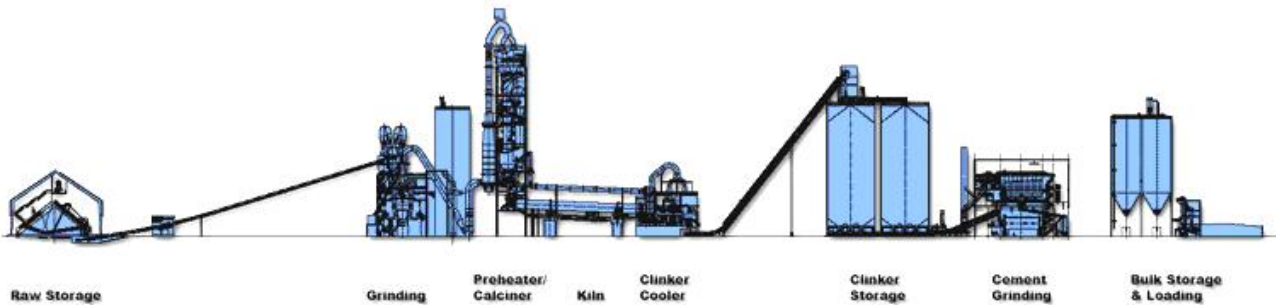 Raw Storage
Grinding
Preheater/
Calciner
Kiln
Clinker
Cooler
Clinker
Storage
Cement
Grinding
Bulk Storage
& Loading